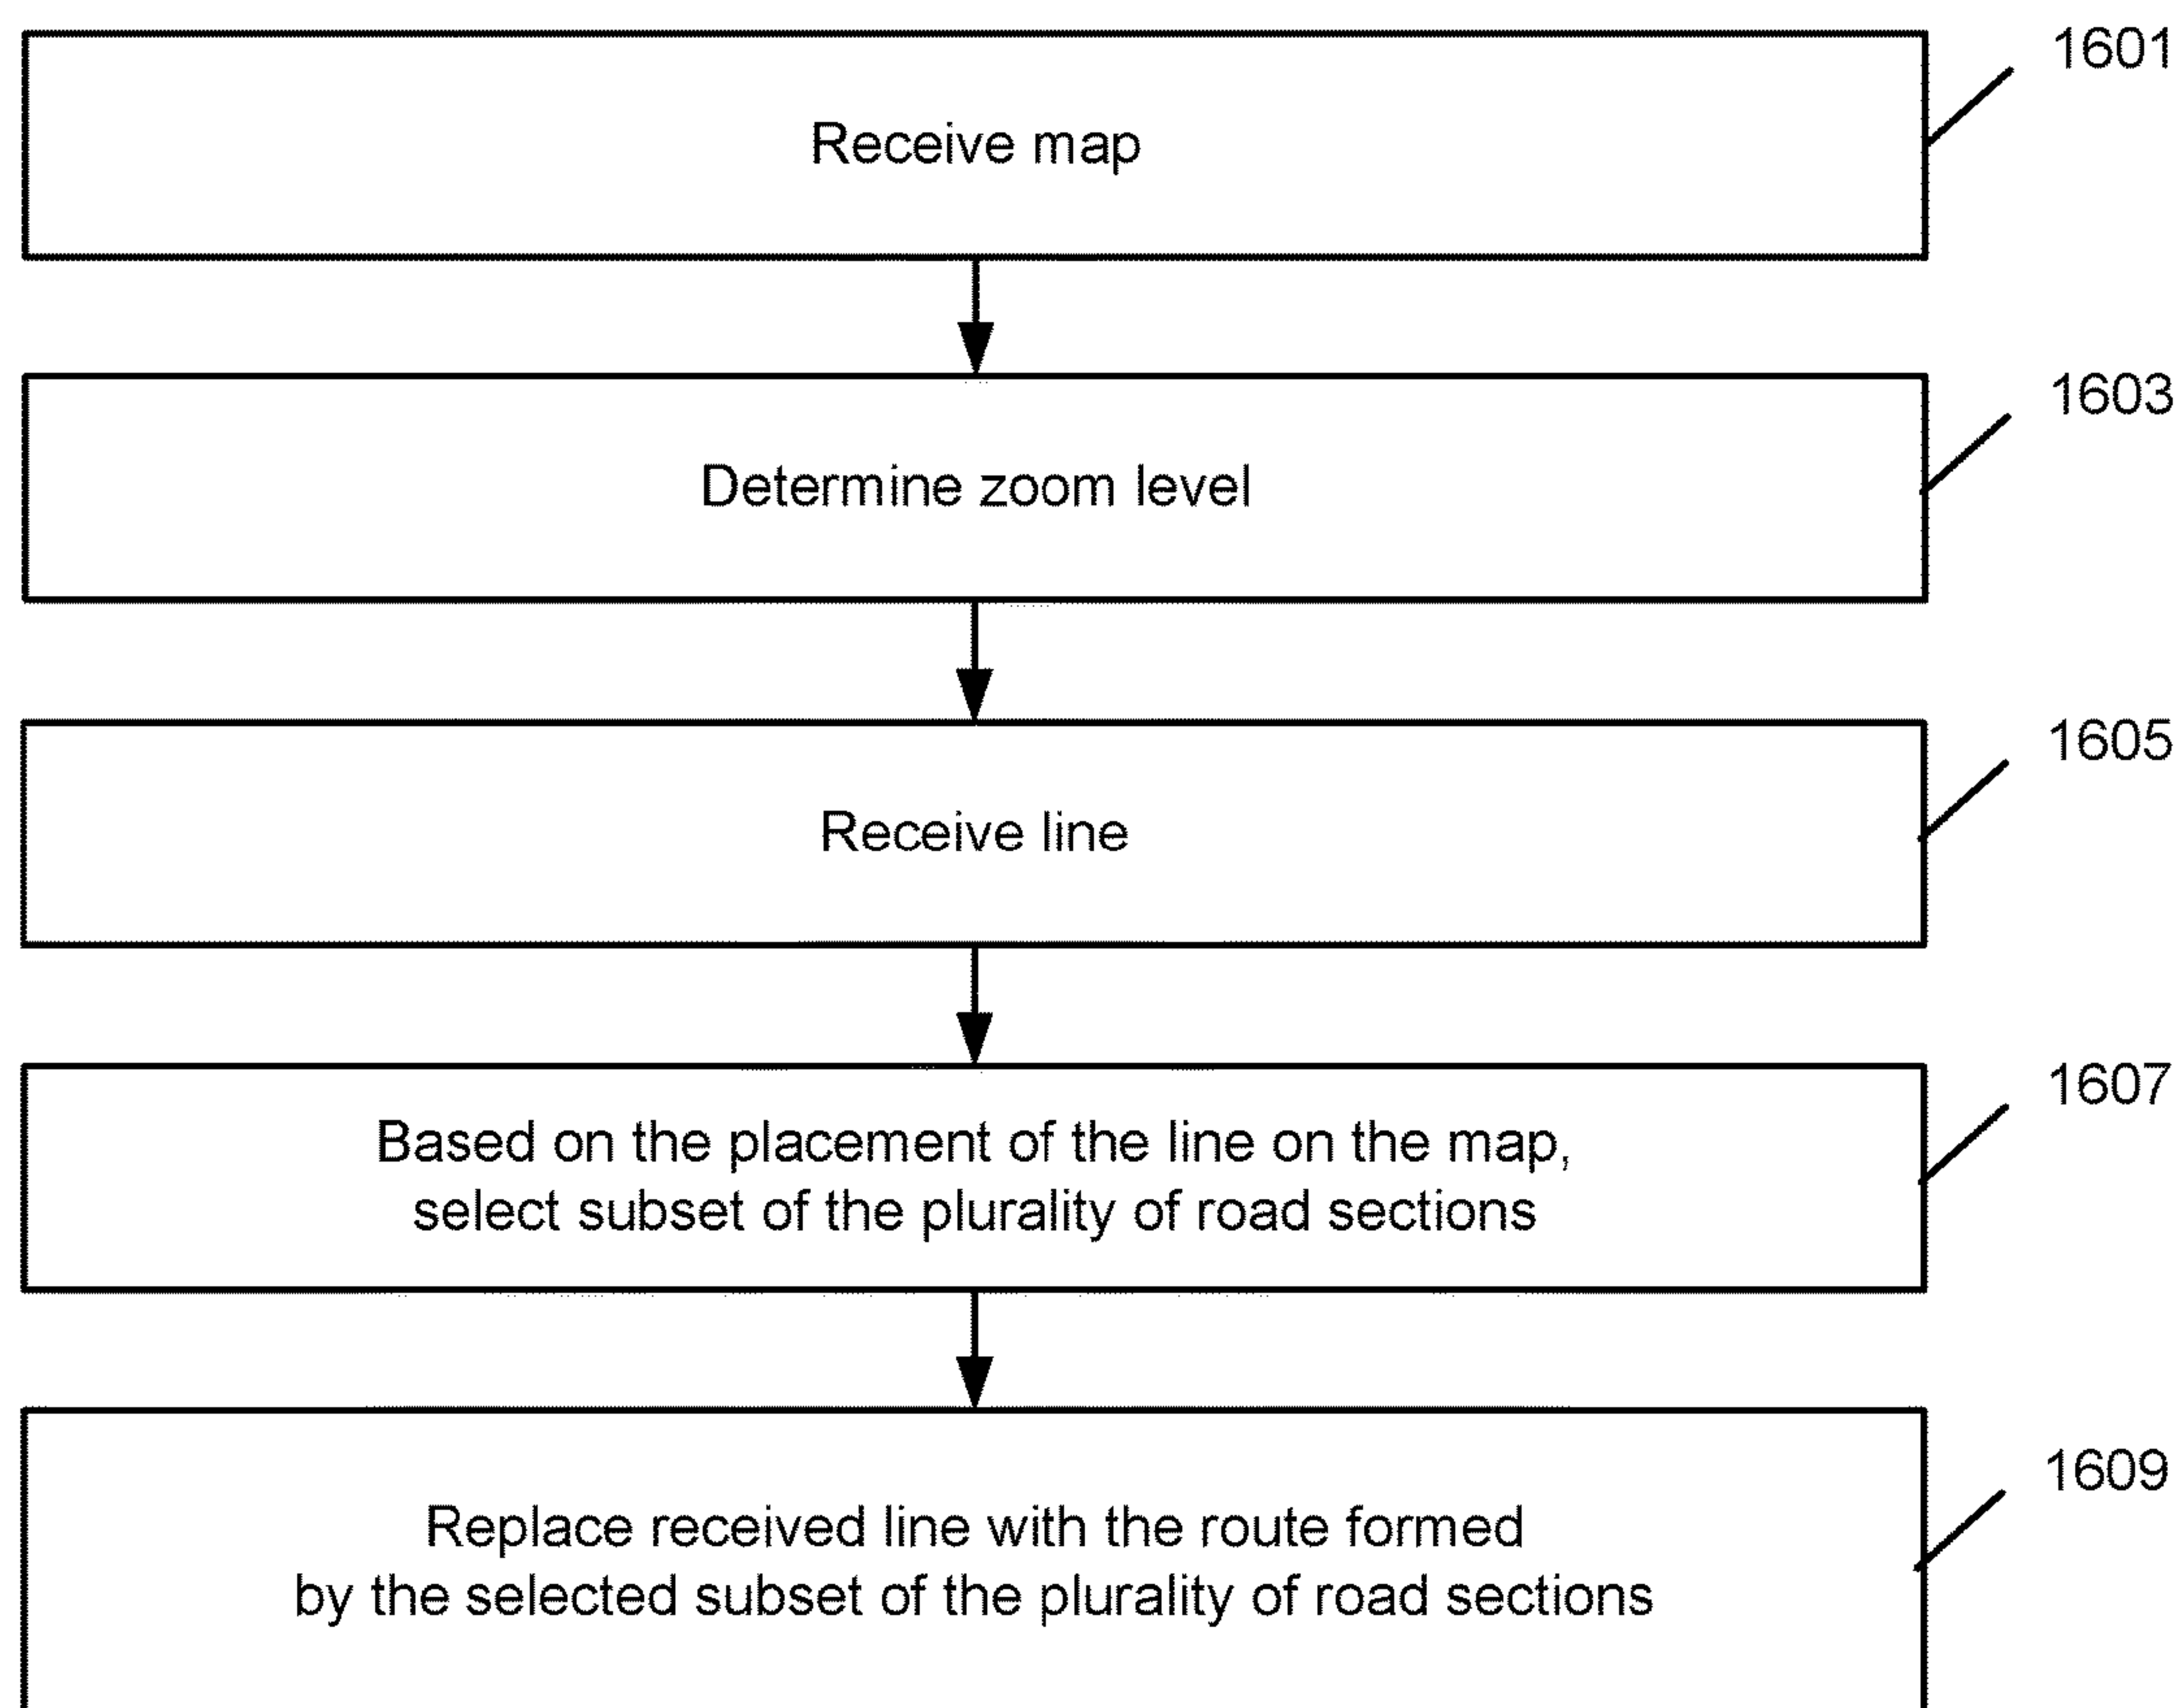 1601
Receive map
1603
Determine zoom level
1605
Receive line
1607
Based on the placement of the line on the map,
select subset of the plurality of road sections
1609
Replace received line with the route formed
by the selected subset of the plurality of road sections